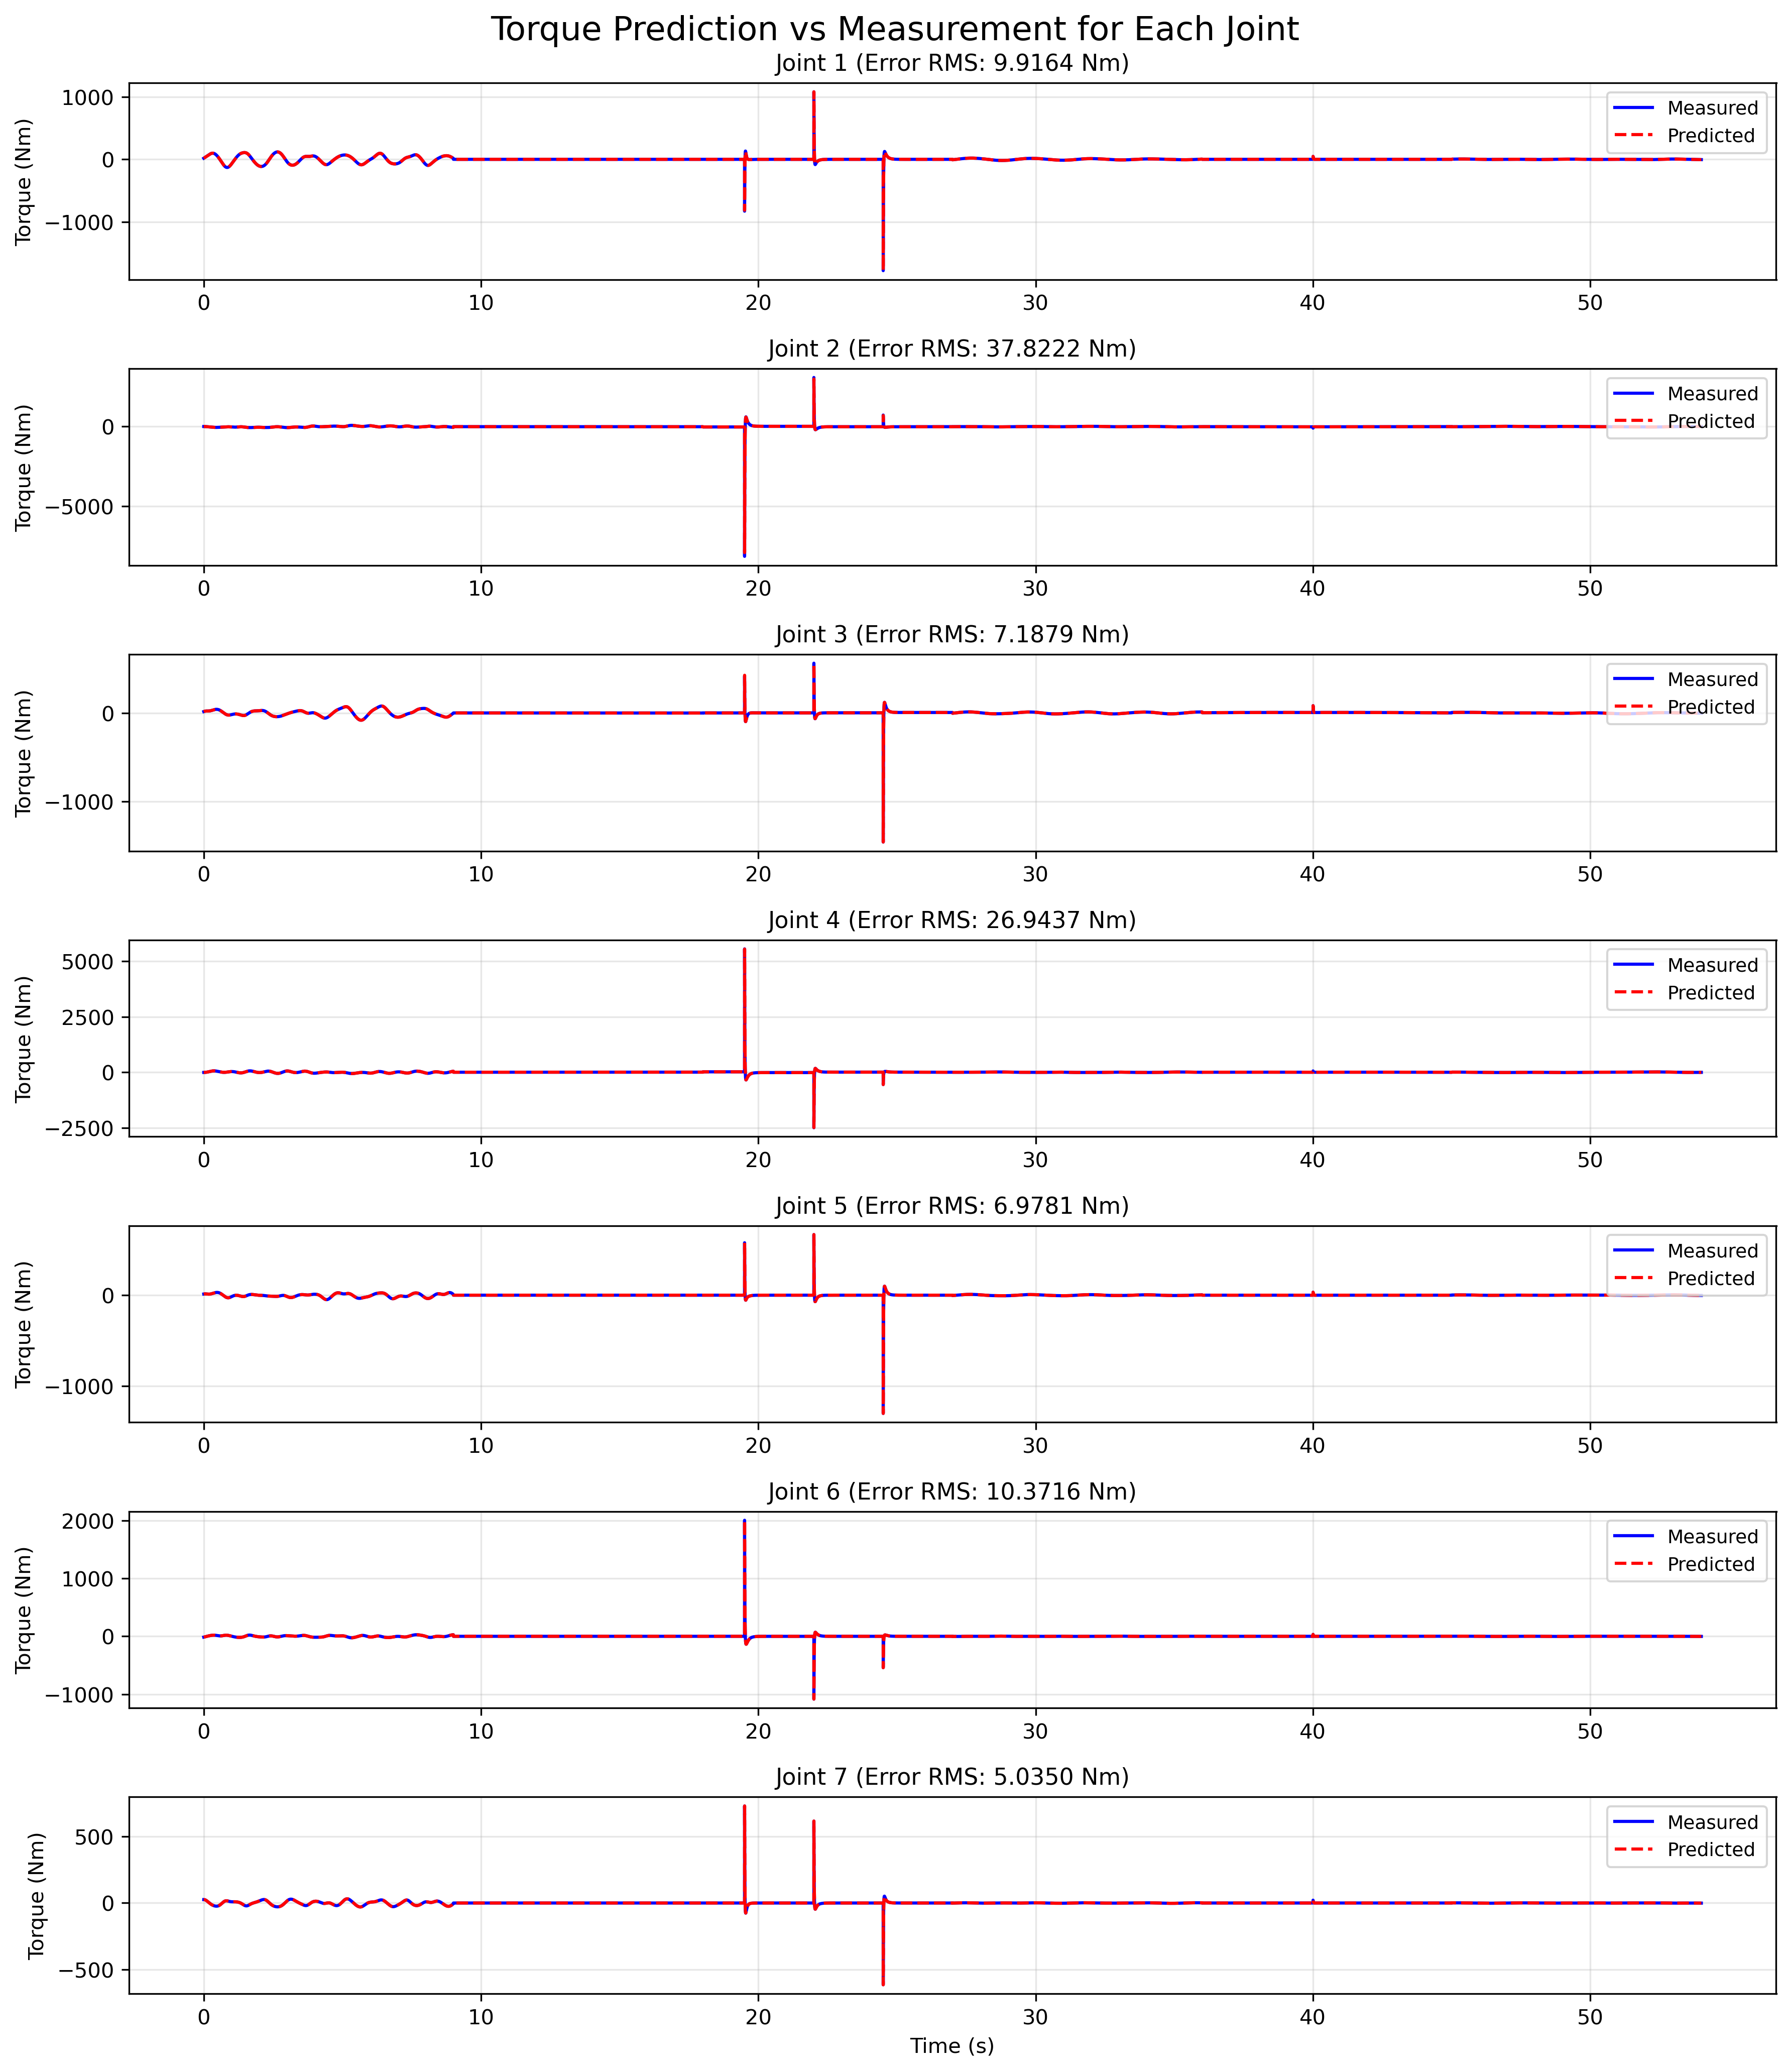 Torque Prediction vs Measurement for Each Joint
Joint 1 (Error RMS: 9.9164 Nm)
Torque (Nm)
1000
0
−1000
Measured
Predicted
0 10 20 30 40 50
Joint 2 (Error RMS: 37.8222 Nm)
Torque (Nm)
0
−5000
Measured
Predicted
0 10 20 30 40 50
Joint 3 (Error RMS: 7.1879 Nm)
Torque (Nm)
0
−1000
Measured
Predicted
0 10 20 30 40 50
Joint 4 (Error RMS: 26.9437 Nm)
Torque (Nm)
5000
2500
0
−2500
Measured
Predicted
0 10 20 30 40 50
Joint 5 (Error RMS: 6.9781 Nm)
Torque (Nm)
0
−1000
Measured
Predicted
0 10 20 30 40 50
Joint 6 (Error RMS: 10.3716 Nm)
Torque (Nm)
2000
1000
0
−1000
Measured
Predicted
0 10 20 30 40 50
Joint 7 (Error RMS: 5.0350 Nm)
Torque (Nm)
500
0
−500
Measured
Predicted
0 10 20 30 40 50
Time (s)